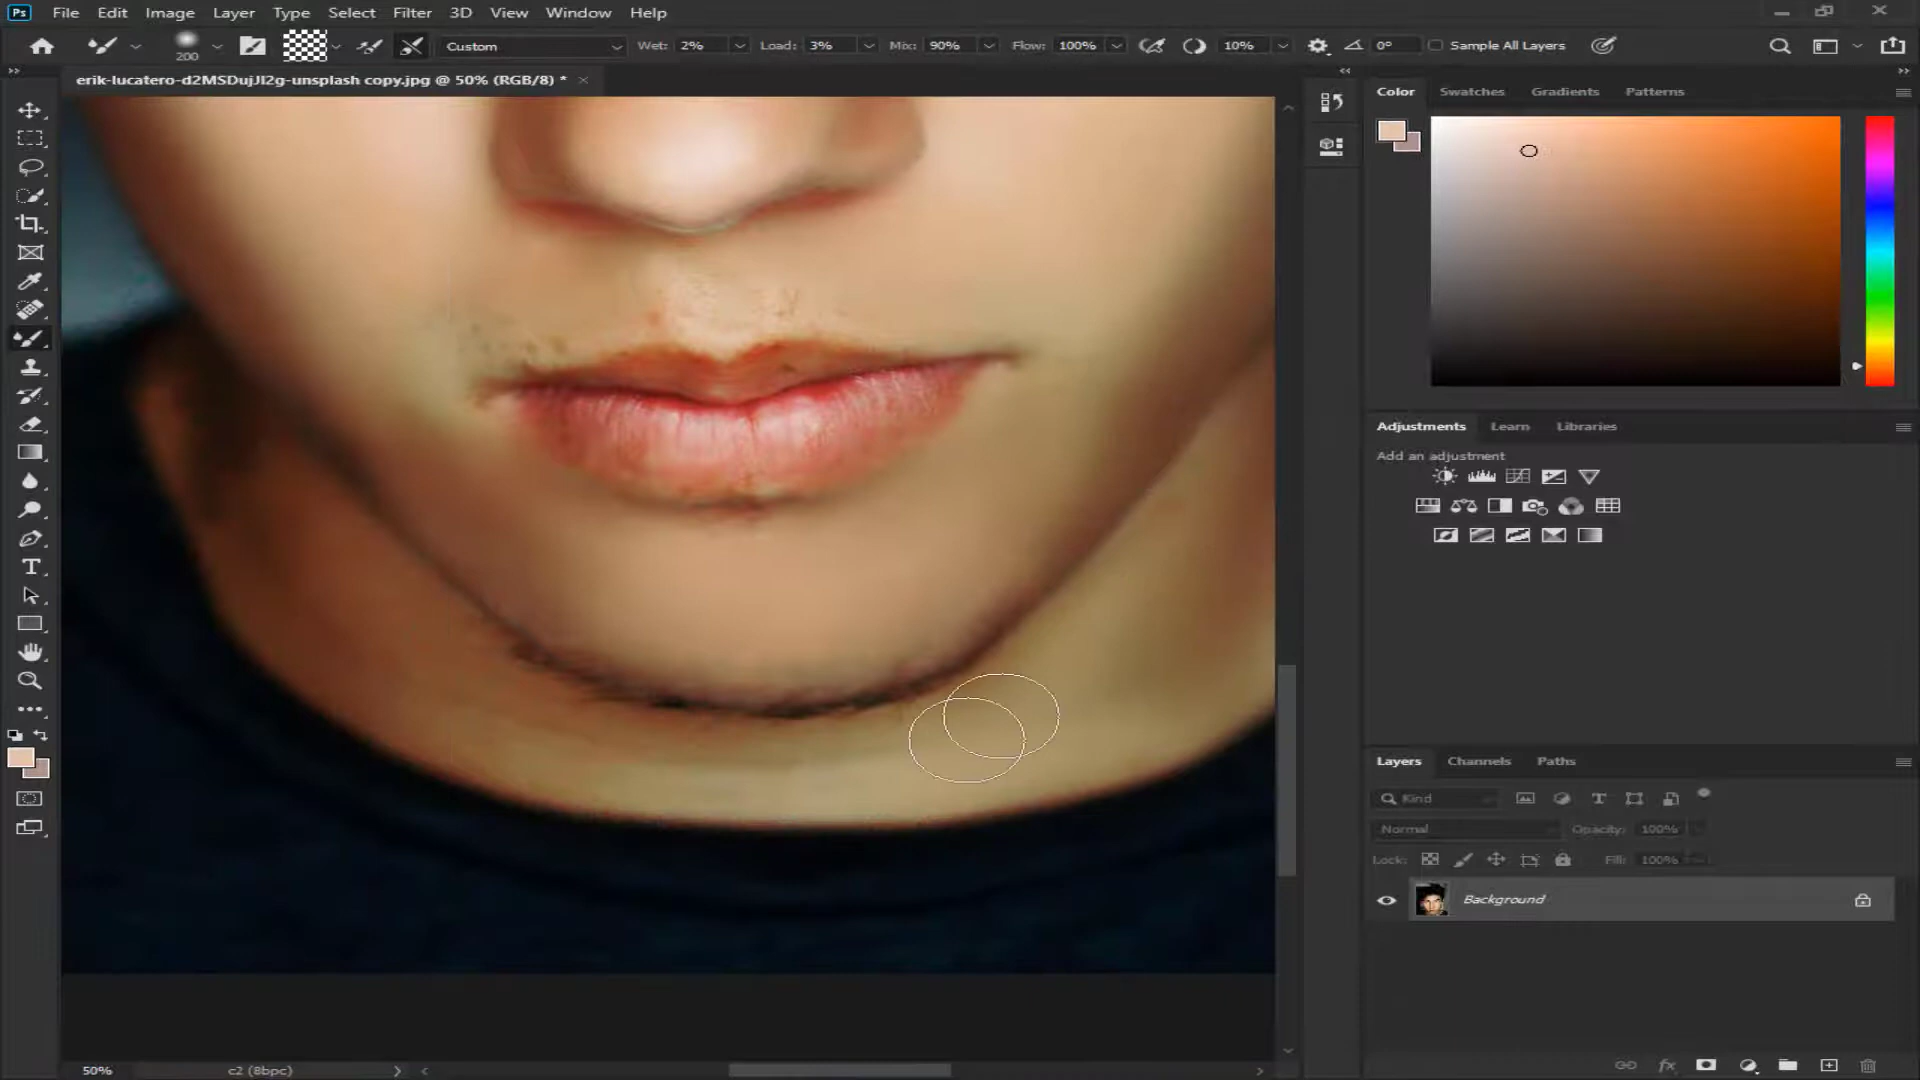 Ps File Edit Image Layer Type Select Filter 3D View Window Help
200 Custom Wet: 2% Load: 3% Mix: 90% Flow: 100% 10% 0° Sample All Layers
erik-lucatero-d2MSDujJl2g-unsplash copy.jpg @ 50% (RGB/8) *
Color Swatches Gradients Patterns
Adjustments Learn Libraries
Add an adjustment
Layers Channels Paths
Kind
Normal Opacity: 100%
Lock: Fill: 100%
Background
fx
50% c2 (8bpc)